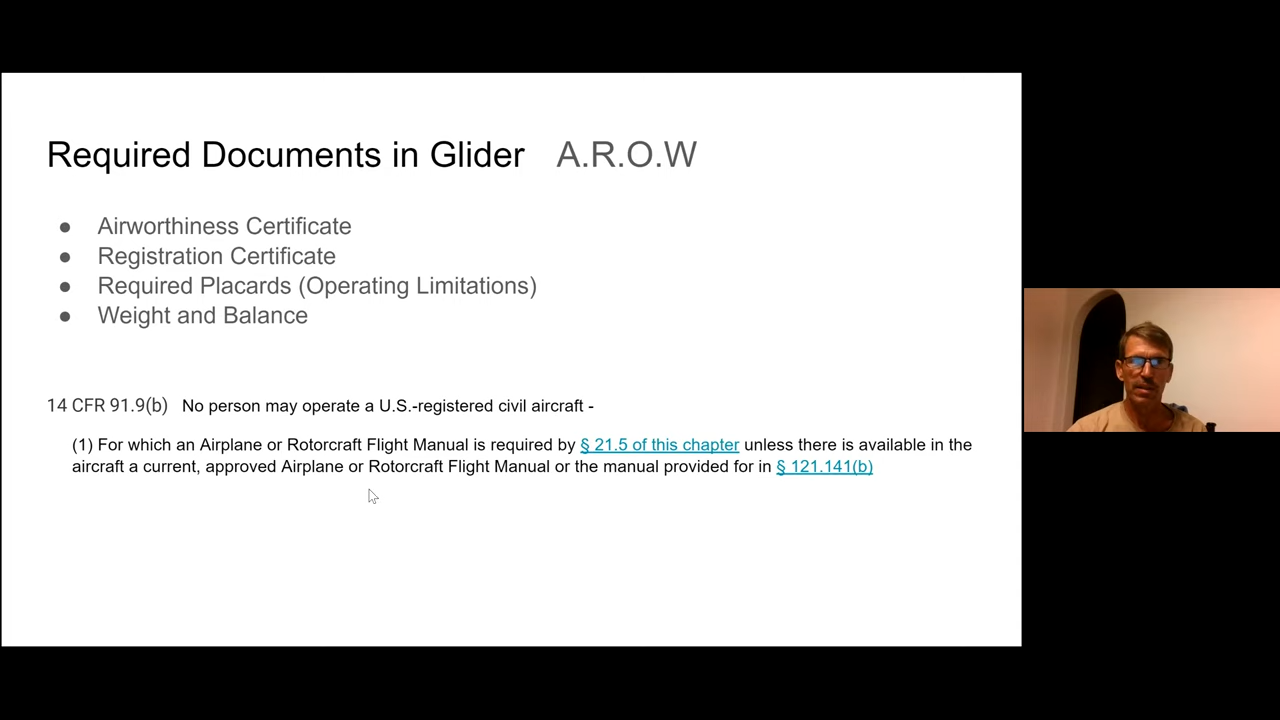 Required Documents in Glider A.R.O.W
● Airworthiness Certificate
● Registration Certificate
● Required Placards (Operating Limitations)
● Weight and Balance
14 CFR 91.9(b) No person may operate a U.S.-registered civil aircraft -
(1) For which an Airplane or Rotorcraft Flight Manual is required by § 21.5 of this chapter unless there is available in the
aircraft a current, approved Airplane or Rotorcraft Flight Manual or the manual provided for in § 121.141(b)